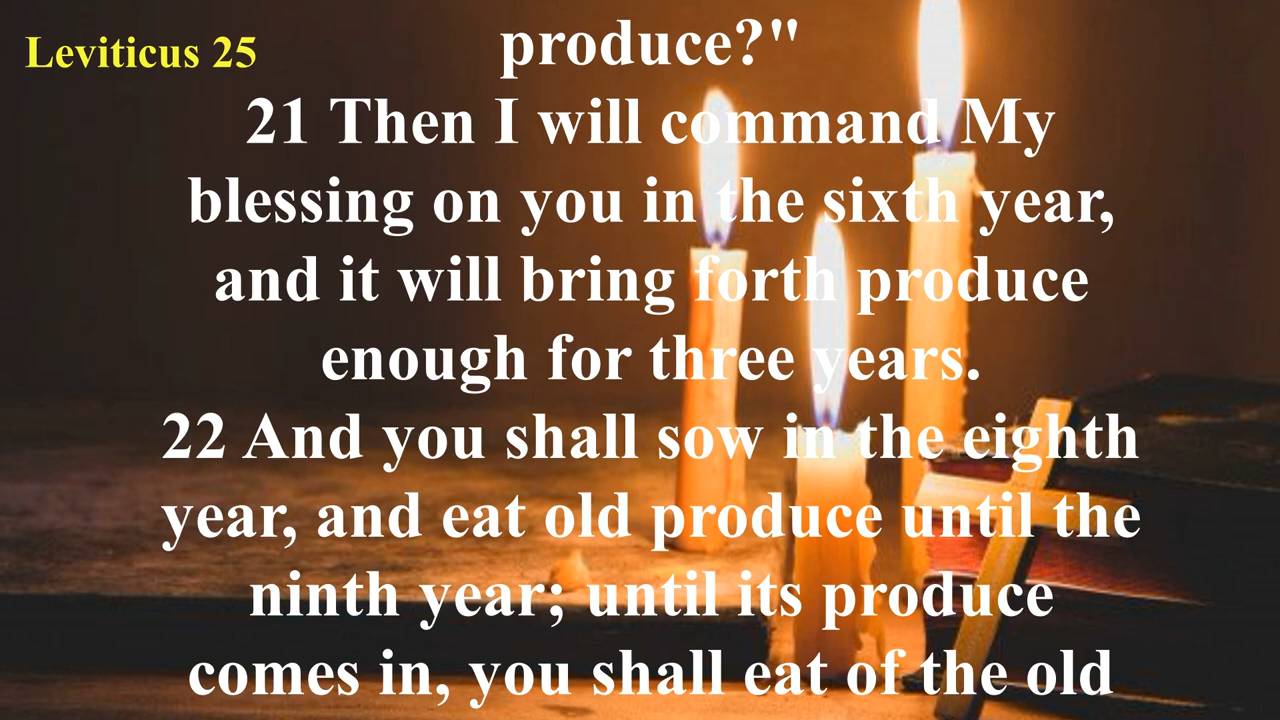 Leviticus 25
produce?"
21 Then I will command My
blessing on you in the sixth year,
and it will bring forth produce
enough for three years.
22 And you shall sow in the eighth
year, and eat old produce until the
ninth year; until its produce
comes in, you shall eat of the old